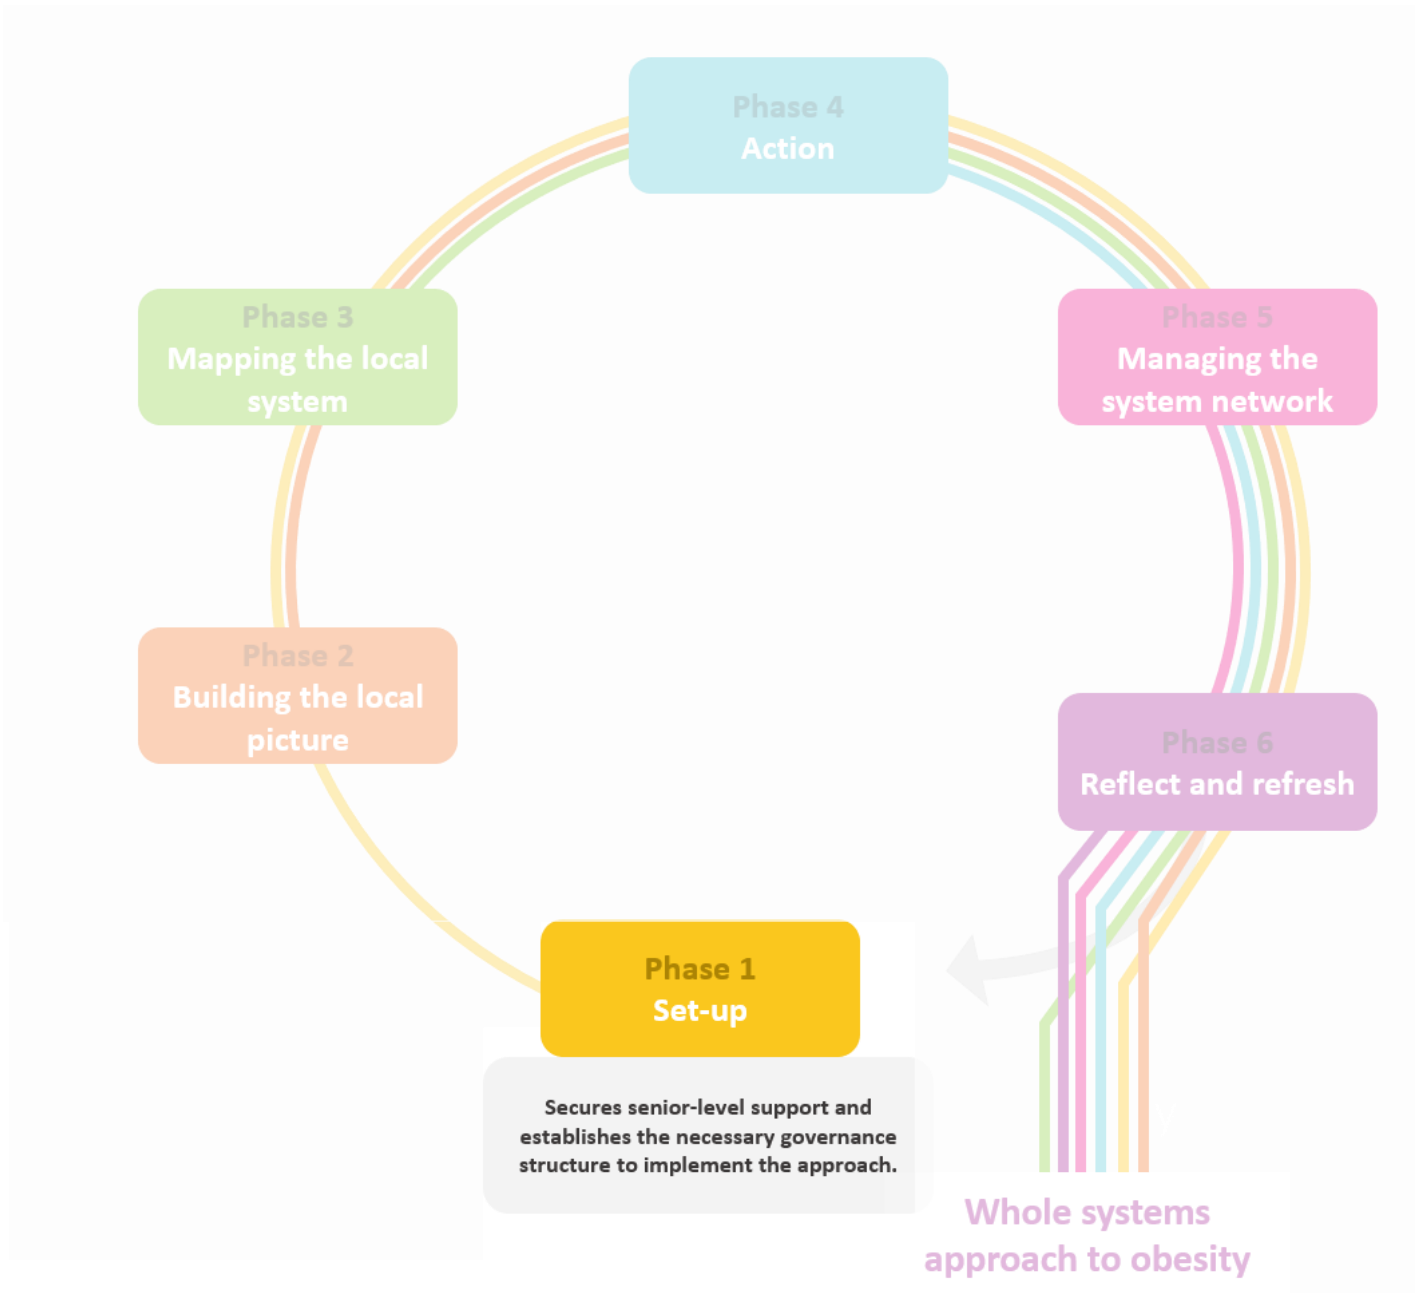 Phase 4
Action
Phase 3
Mapping the local
system
Phase 5
Managing the
system network
Phase 2
Building the local
picture
Phase 6
Reflect and refresh
Phase 1
Set-up
Secures senior-level support and
establishes the necessary governance
structure to implement the approach.
Whole systems
approach to obesity